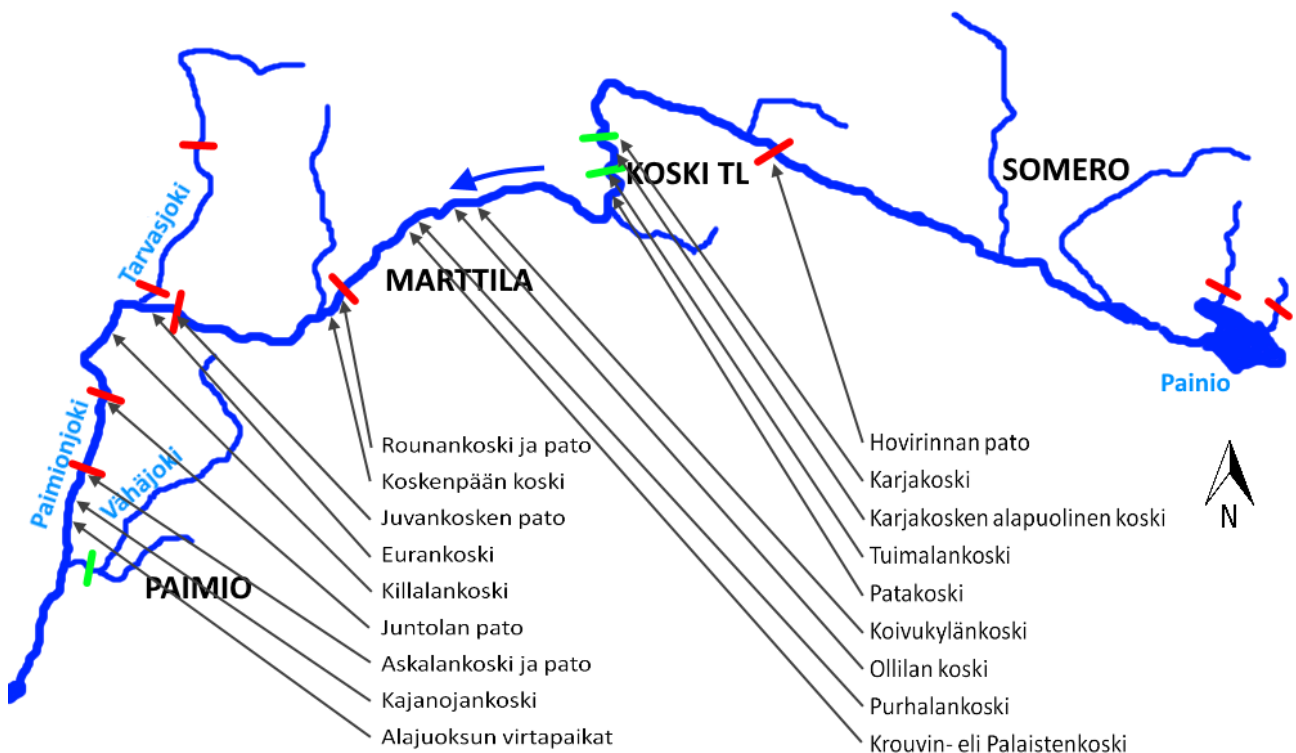 SOMERO
KOSKI TL
Tarvasjoki
MARTTILA
Painio
Paimionjoki
Vähäjoki
PAIMIO
N
Rounankoski ja pato
Koskenpään koski
Juvankosken pato
Eurankoski
Killalankoski
Juntolan pato
Askalankoski ja pato
Kajanojankoski
Alajuoksun virtapaikat
Hovirinnan pato
Karjakoski
Karjakosken alapuolinen koski
Tuimalankoski
Patakoski
Koivukylänkoski
Ollilan koski
Purhalankoski
Krouvin- eli Palaistenkoski